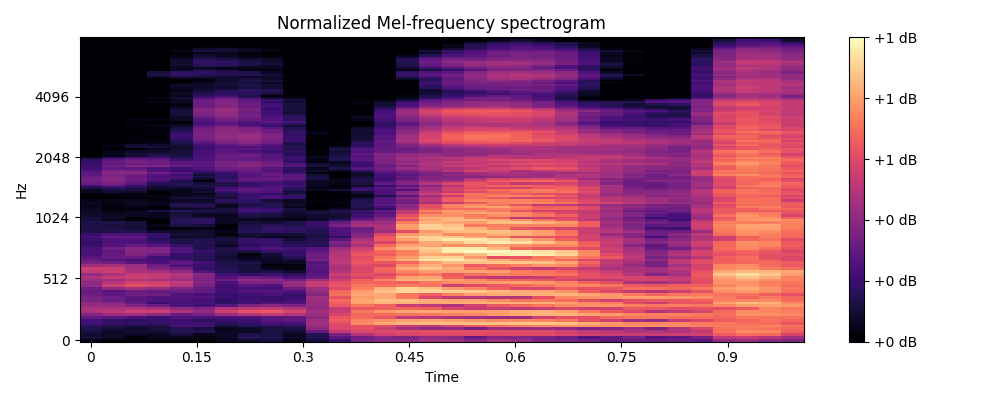 Normalized Mel-frequency spectrogram
Hz
4096
2048
1024
512
0
0 0.15 0.3 0.45 0.6 0.75 0.9
Time
+1 dB
+1 dB
+1 dB
+0 dB
+0 dB
+0 dB